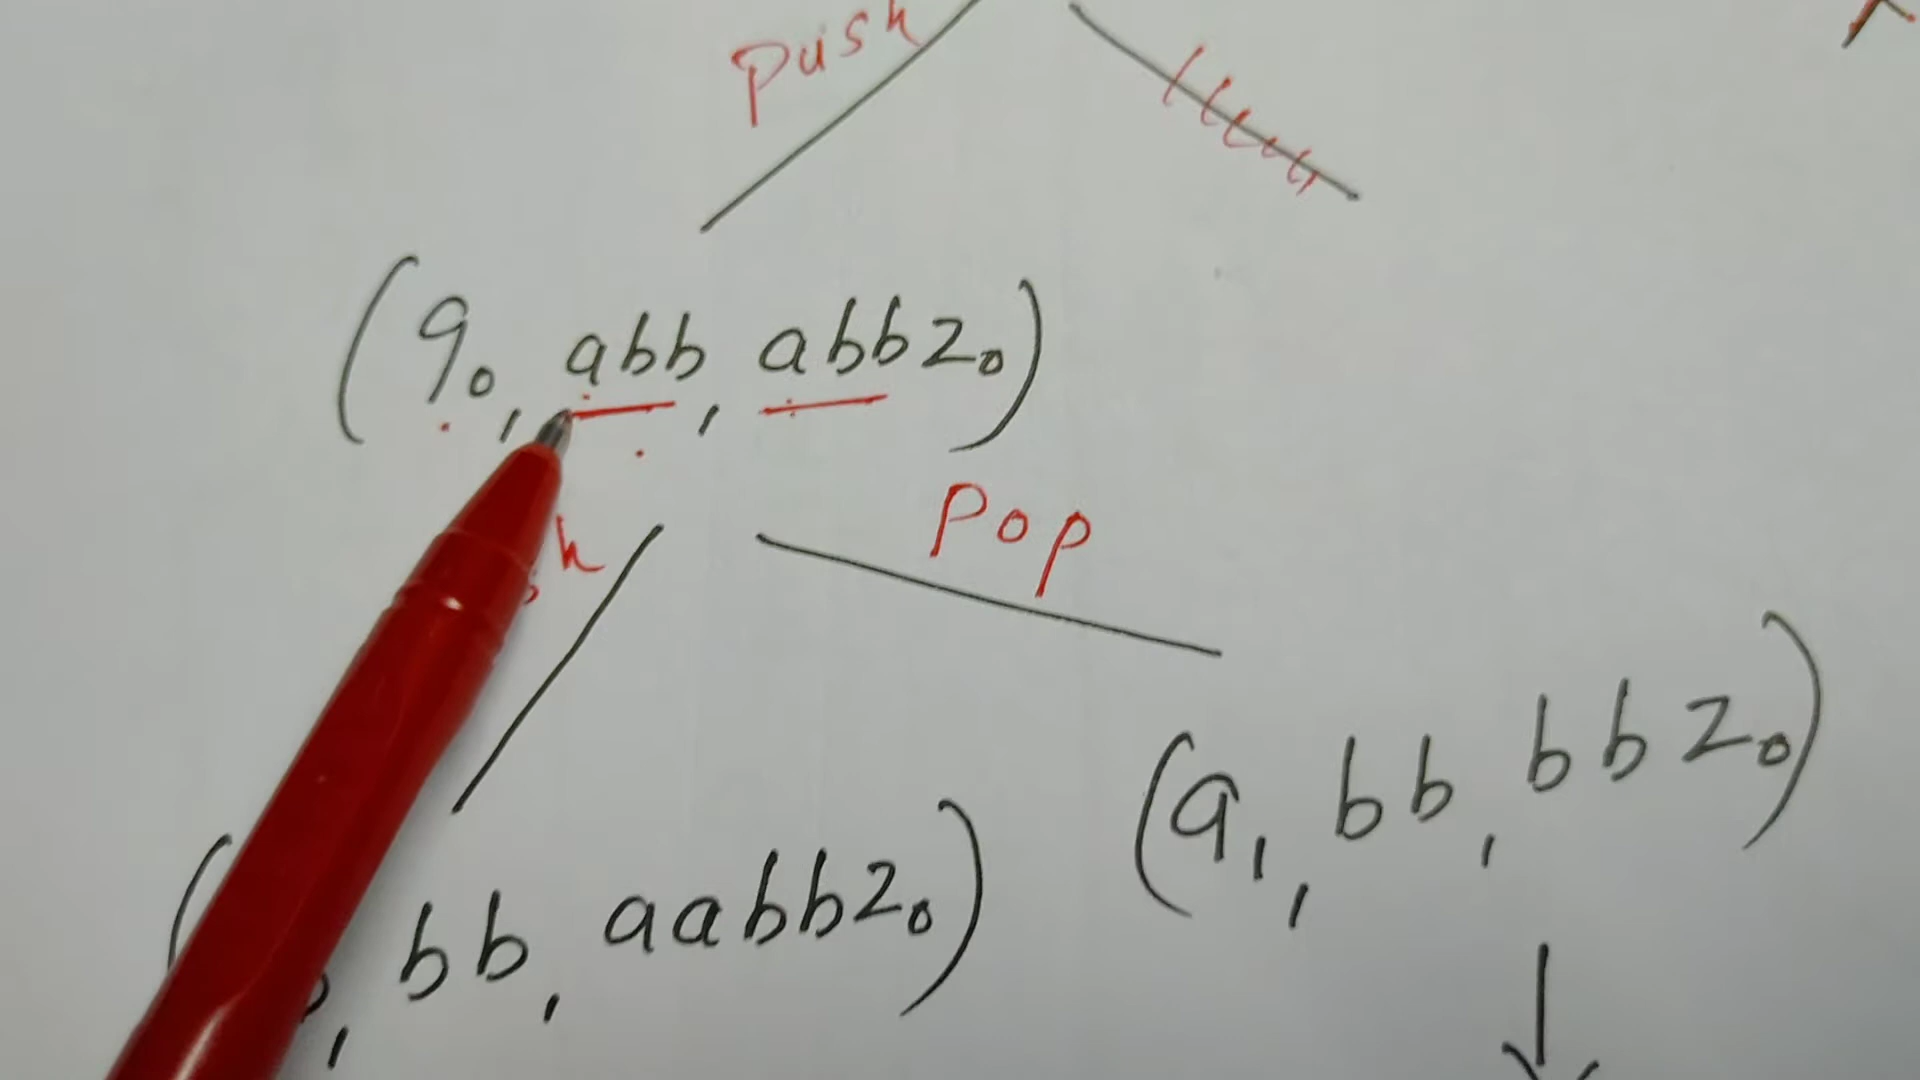 Push
(q₀, abb, abbz₀)
Pop
(q₁, bb, bbz₀)
bb, aabbz₀)